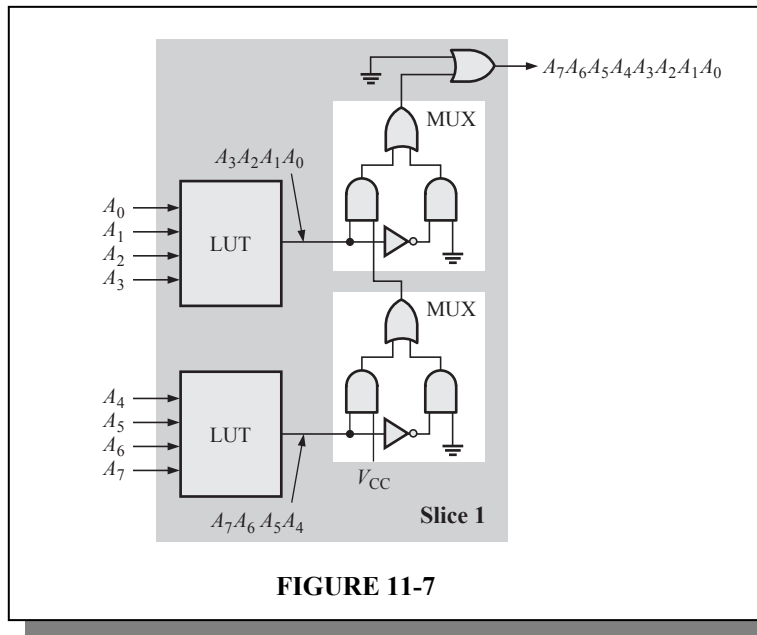 A₇A₆A₅A₄A₃A₂A₁A₀
MUX
A₃A₂A₁A₀
A₀
A₁
A₂
A₃
LUT
MUX
A₄
A₅
A₆
A₇
LUT
V_CC
A₇A₆ A₅A₄
Slice 1
FIGURE 11-7